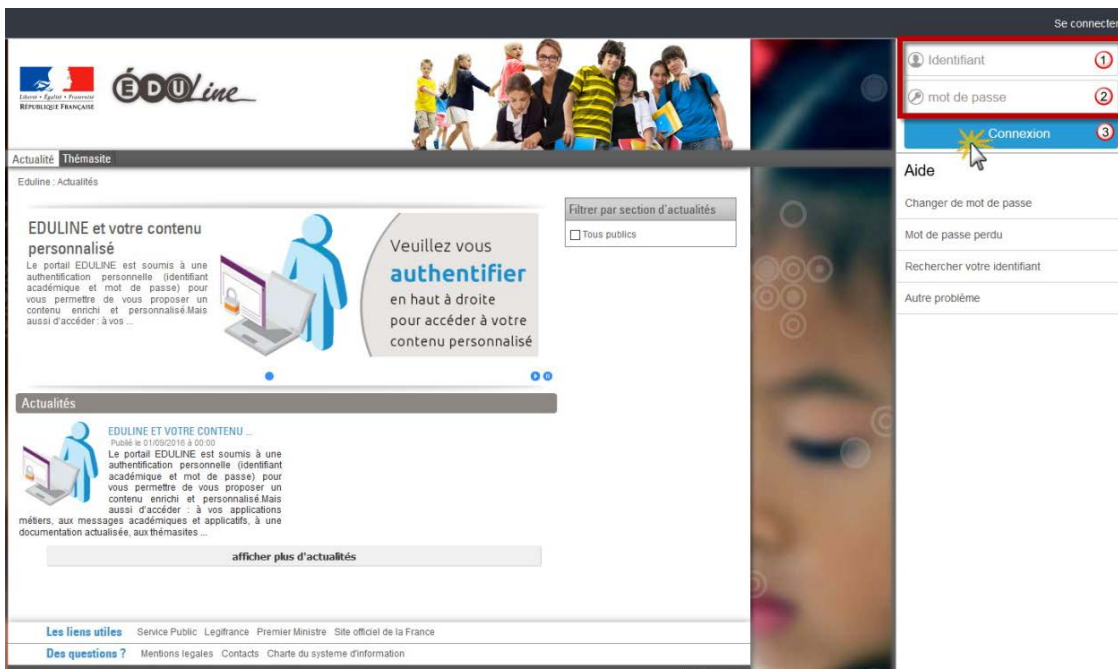 Se connecter
Identifiant 1
mot de passe 2
Connexion 3
Liberté • Égalité • Fraternité
RÉPUBLIQUE FRANÇAISE
ÉDULine
Actualité Thémasite
Eduline : Actualités
EDULINE et votre contenu
personnalisé
Le portail EDULINE est soumis à une
authentification personnelle (identifiant
académique et mot de passe) pour
vous permettre de vous proposer un
contenu enrichi et personnalisé.Mais
aussi d'accéder : à vos ...
Veuillez vous
authentifier
en haut à droite
pour accéder à votre
contenu personnalisé
Filtrer par section d'actualités
Tous publics
Aide
Changer de mot de passe
Mot de passe perdu
Rechercher votre identifiant
Autre problème
Actualités
EDULINE ET VOTRE CONTENU ...
Publié le 01/09/2016 à 00:00
Le portail EDULINE est soumis à une
authentification personnelle (identifiant
académique et mot de passe) pour
vous permettre de vous proposer un
contenu enrichi et personnalisé.Mais
aussi d'accéder : à vos applications
métiers, aux messages académiques et applicatifs, à une
documentation actualisée, aux thémasites ...
afficher plus d'actualités
Les liens utiles Service Public Legifrance Premier Ministre Site officiel de la France
Des questions ? Mentions legales Contacts Charte du systeme d'information